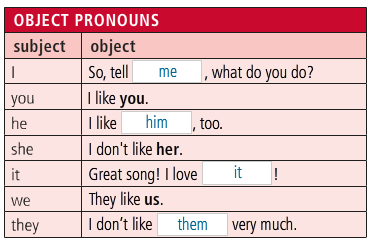 OBJECT PRONOUNS
subject object
I So, tell me , what do you do?
you I like you.
he I like him , too.
she I don't like her.
it Great song! I love it !
we They like us.
they I don't like them very much.